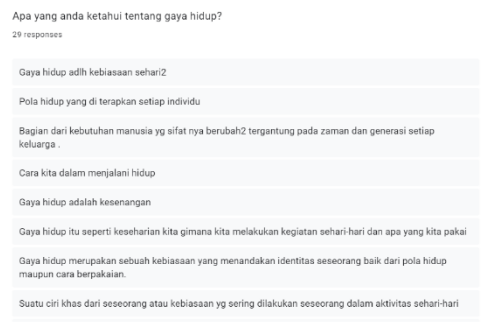 Apa yang anda ketahui tentang gaya hidup?
29 responses
Gaya hidup adlh kebiasaan sehari2
Pola hidup yang di terapkan setiap individu
Bagian dari kebutuhan manusia yg sifat nya berubah2 tergantung pada zaman dan generasi setiap
keluarga .
Cara kita dalam menjalani hidup
Gaya hidup adalah kesenangan
Gaya hidup itu seperti keseharian kita gimana kita melakukan kegiatan sehari-hari dan apa yang kita pakai
Gaya hidup merupakan sebuah kebiasaan yang menandakan identitas seseorang baik dari pola hidup
maupun cara berpakaian.
Suatu ciri khas dari seseorang atau kebiasaan yg sering dilakukan seseorang dalam aktivitas sehari-hari